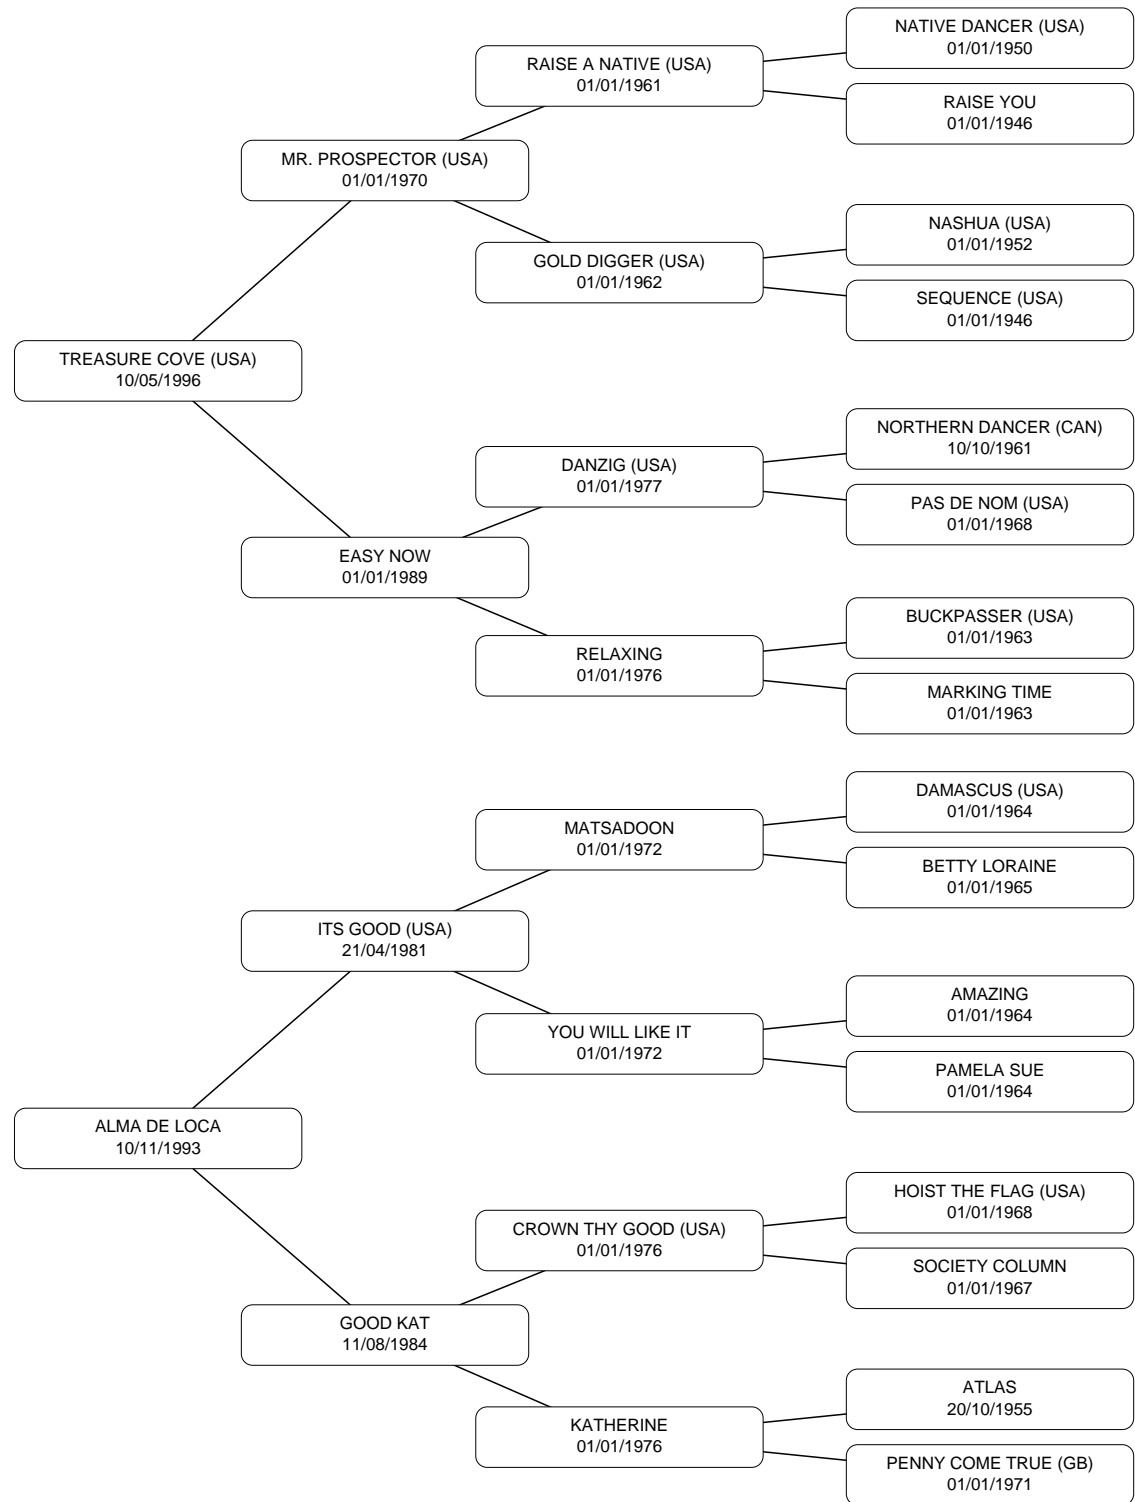 NATIVE DANCER (USA)
01/01/1950
RAISE A NATIVE (USA)
01/01/1961
RAISE YOU
01/01/1946
MR. PROSPECTOR (USA)
01/01/1970
NASHUA (USA)
01/01/1952
GOLD DIGGER (USA)
01/01/1962
SEQUENCE (USA)
01/01/1946
TREASURE COVE (USA)
10/05/1996
NORTHERN DANCER (CAN)
10/10/1961
DANZIG (USA)
01/01/1977
PAS DE NOM (USA)
01/01/1968
EASY NOW
01/01/1989
BUCKPASSER (USA)
01/01/1963
RELAXING
01/01/1976
MARKING TIME
01/01/1963
DAMASCUS (USA)
01/01/1964
MATSADOON
01/01/1972
BETTY LORAINE
01/01/1965
ITS GOOD (USA)
21/04/1981
AMAZING
01/01/1964
YOU WILL LIKE IT
01/01/1972
PAMELA SUE
01/01/1964
ALMA DE LOCA
10/11/1993
HOIST THE FLAG (USA)
01/01/1968
CROWN THY GOOD (USA)
01/01/1976
SOCIETY COLUMN
01/01/1967
GOOD KAT
11/08/1984
ATLAS
20/10/1955
KATHERINE
01/01/1976
PENNY COME TRUE (GB)
01/01/1971